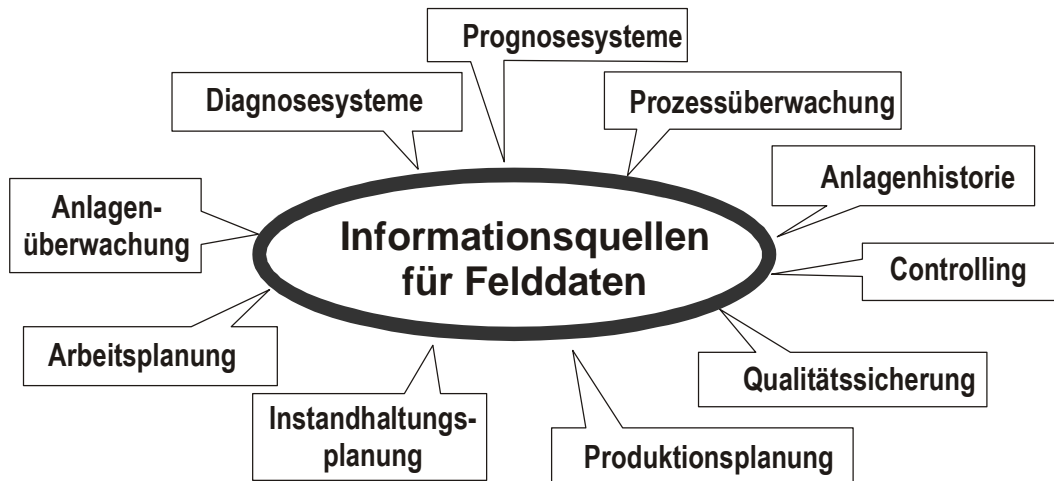 Prognosesysteme
Diagnosesysteme
Prozessüberwachung
Anlagenhistorie
Anlagen-
überwachung
Informationsquellen
für Felddaten
Controlling
Arbeitsplanung
Qualitätssicherung
Instandhaltungs-
planung
Produktionsplanung